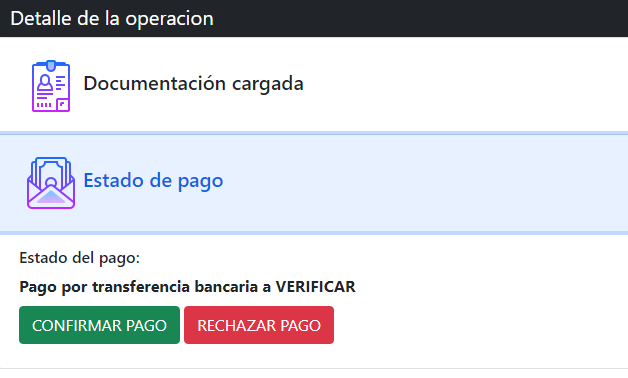 Detalle de la operacion
Documentación cargada
Estado de pago
Estado del pago:
Pago por transferencia bancaria a VERIFICAR
CONFIRMAR PAGO RECHAZAR PAGO